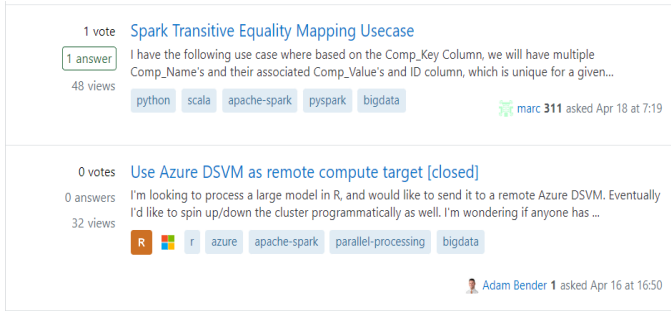 1 vote
Spark Transitive Equality Mapping Usecase
1 answer
I have the following use case where based on the Comp_Key Column, we will have multiple
Comp_Name's and their associated Comp_Value's and ID column, which is unique for a given...
48 views
python scala apache-spark pyspark bigdata
marc 311 asked Apr 18 at 7:19
0 votes
Use Azure DSVM as remote compute target [closed]
0 answers
I'm looking to process a large model in R, and would like to send it to a remote Azure DSVM. Eventually
I'd like to spin up/down the cluster programmatically as well. I'm wondering if anyone has ...
32 views
R r azure apache-spark parallel-processing bigdata
Adam Bender 1 asked Apr 16 at 16:50